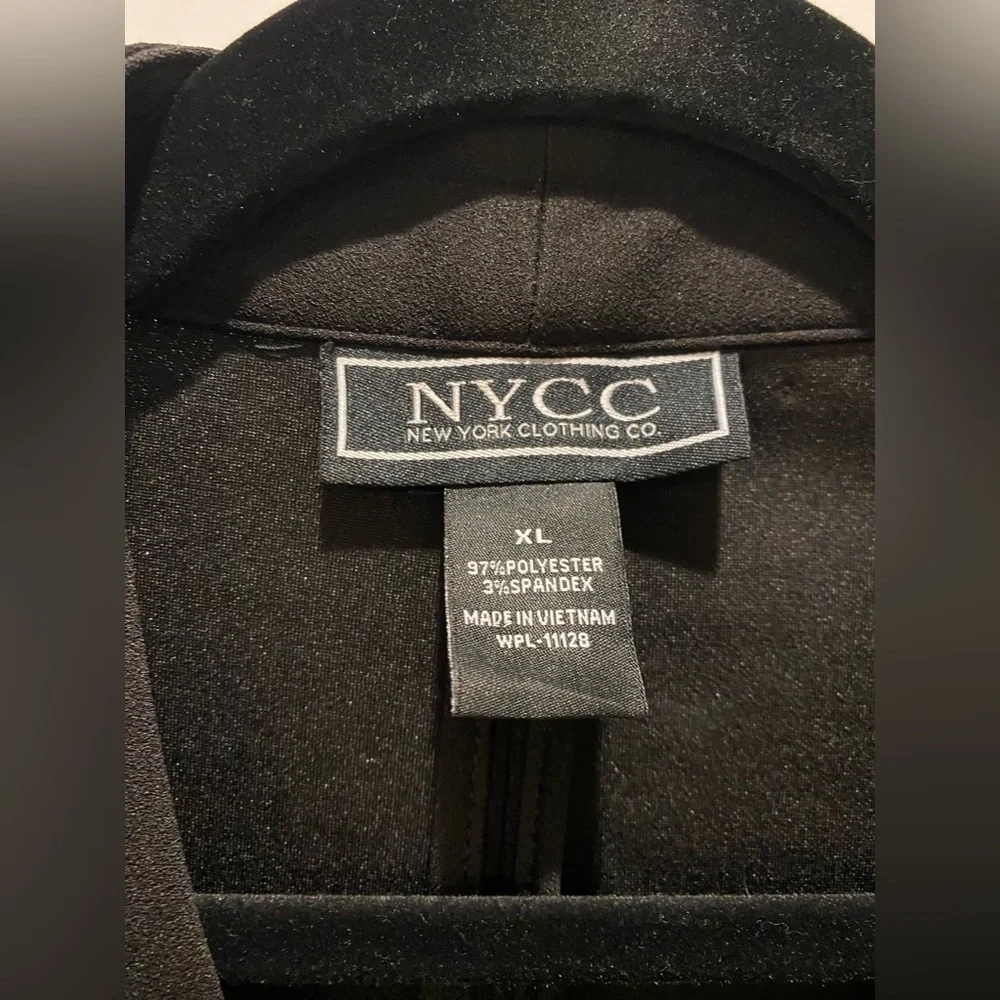 NYCC
NEW YORK CLOTHING CO.
XL
97%POLYESTER
3%SPANDEX
MADE IN VIETNAM
WPL-11128